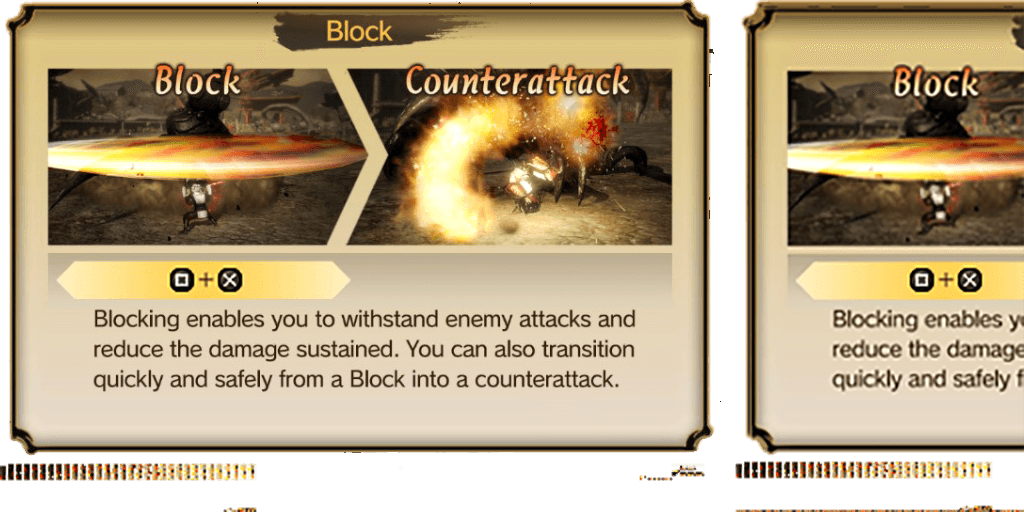 Block
Block
Counterattack
+
Blocking enables you to withstand enemy attacks and
reduce the damage sustained. You can also transition
quickly and safely from a Block into a counterattack.
Block
+
Blocking enables
reduce the damage
quickly and safely